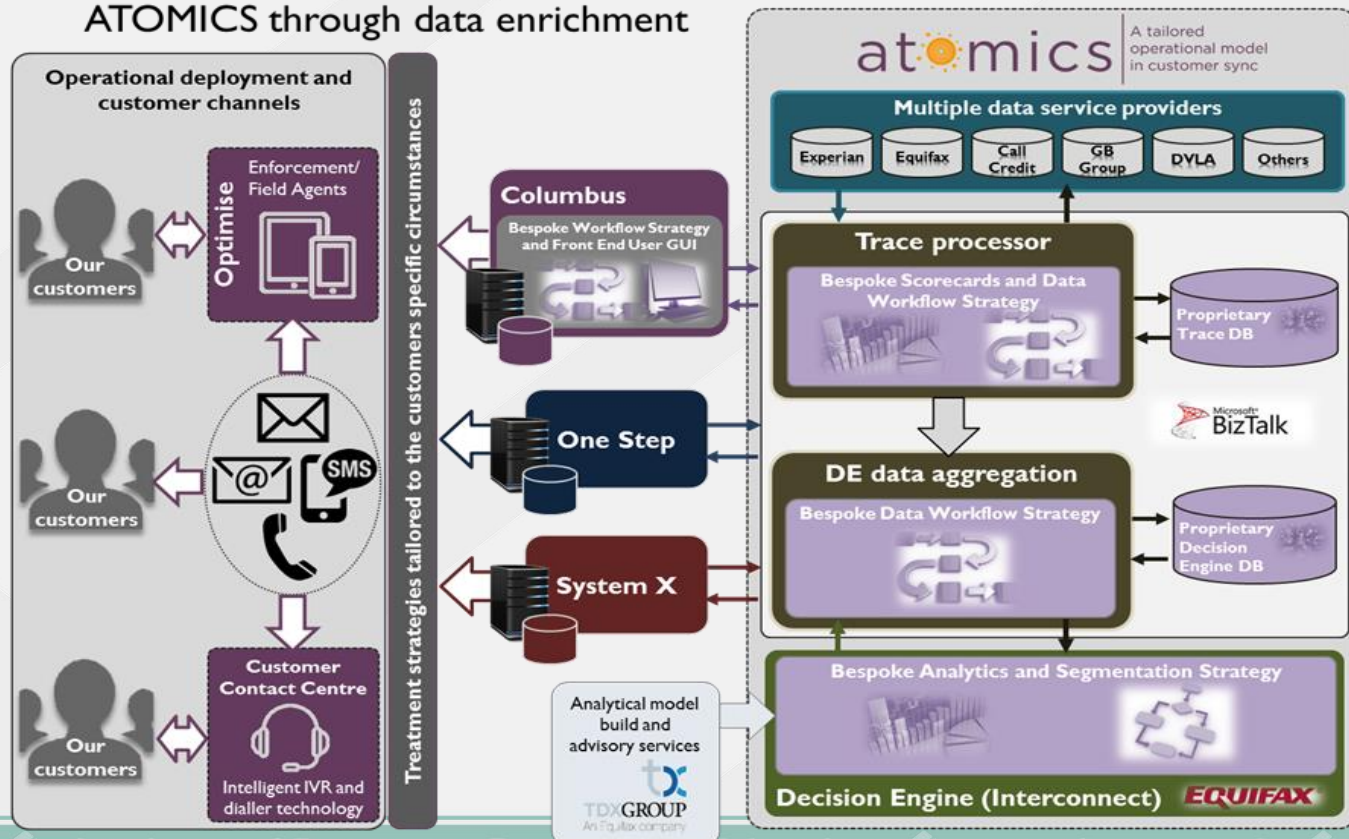 ATOMICS through data enrichment
Operational deployment and
customer channels
Our
customers
Optimise
Enforcement/
Field Agents
Our
customers
@
SMS
Our
customers
Customer
Contact Centre
Intelligent IVR and
dialler technology
Treatment strategies tailored to the customers specific circumstances
Columbus
Bespoke Workflow Strategy
and Front End User GUI
One Step
System X
Analytical model
build and
advisory services
tx
TDXGROUP
An Equifax company
atomics
A tailored
operational model
in customer sync
Multiple data service providers
Experian
Equifax
Call
Credit
GB
Group
DVLA
Others
Trace processor
Bespoke Scorecards and Data
Workflow Strategy
Proprietary
Trace DB
Microsoft
BizTalk
DE data aggregation
Bespoke Data Workflow Strategy
Proprietary
Decision
Engine DB
Bespoke Analytics and Segmentation Strategy
Decision Engine (Interconnect)
EQUIFAX